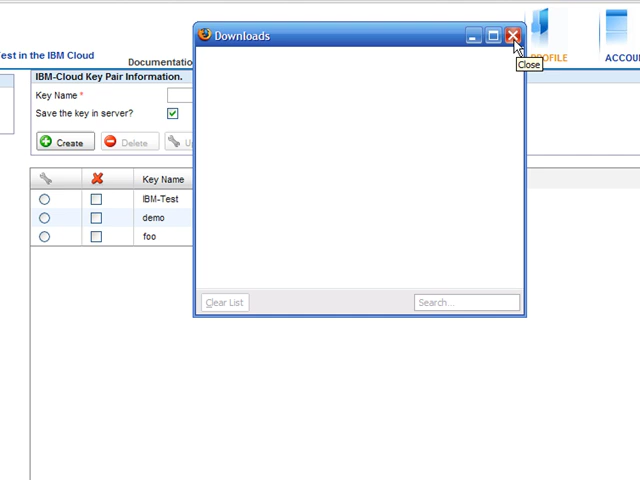 Downloads
Close
est in the IBM Cloud
Documentatio
PROFILE
ACCOU
IBM-Cloud Key Pair Information.
Key Name *
Save the key in server?
Create
Delete
U
Key Name
IBM-Test
demo
foo
Clear List
Search...